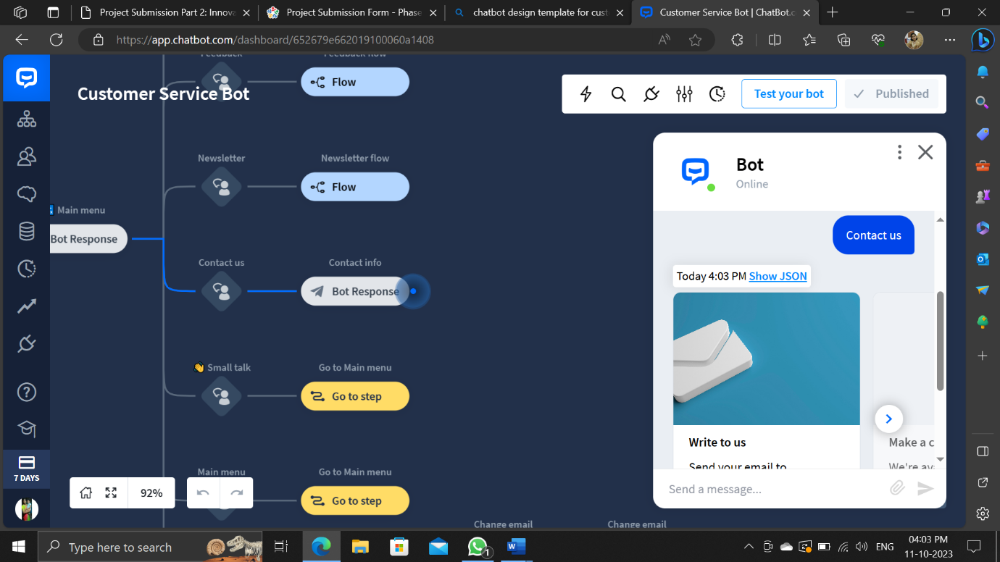 Project Submission Part 2: Innova
Project Submission Form - Phase
chatbot design template for cust
Customer Service Bot | ChatBot.c
https://app.chatbot.com/dashboard/652679e662019100060a1408
Feedback
Feedback flow
Flow
Customer Service Bot
Test your bot
Published
Newsletter
Newsletter flow
Flow
Main menu
Bot Response
Contact us
Contact info
Bot Response
Small talk
Go to Main menu
Go to step
Main menu
Go to Main menu
Go to step
Change email
Change email
7 DAYS
92%
Bot
Online
Contact us
Today 4:03 PM Show JSON
Write to us
Send your email to
Make a c
We're ava
Send a message...
Type here to search
1
ENG
04:03 PM
11-10-2023